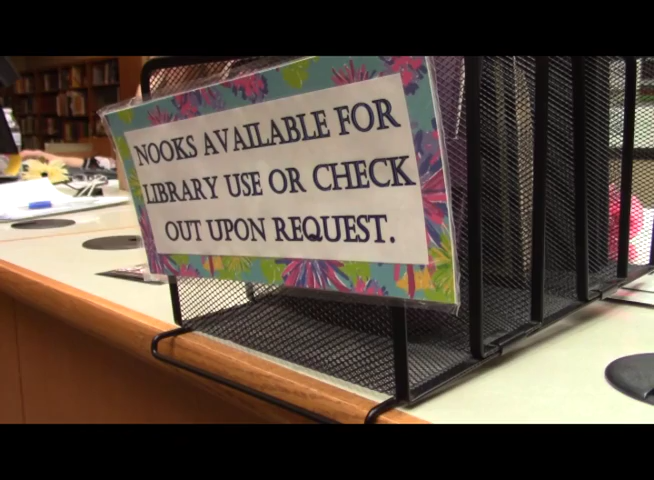 NOOKS AVAILABLE FOR
LIBRARY USE OR CHECK
OUT UPON REQUEST.